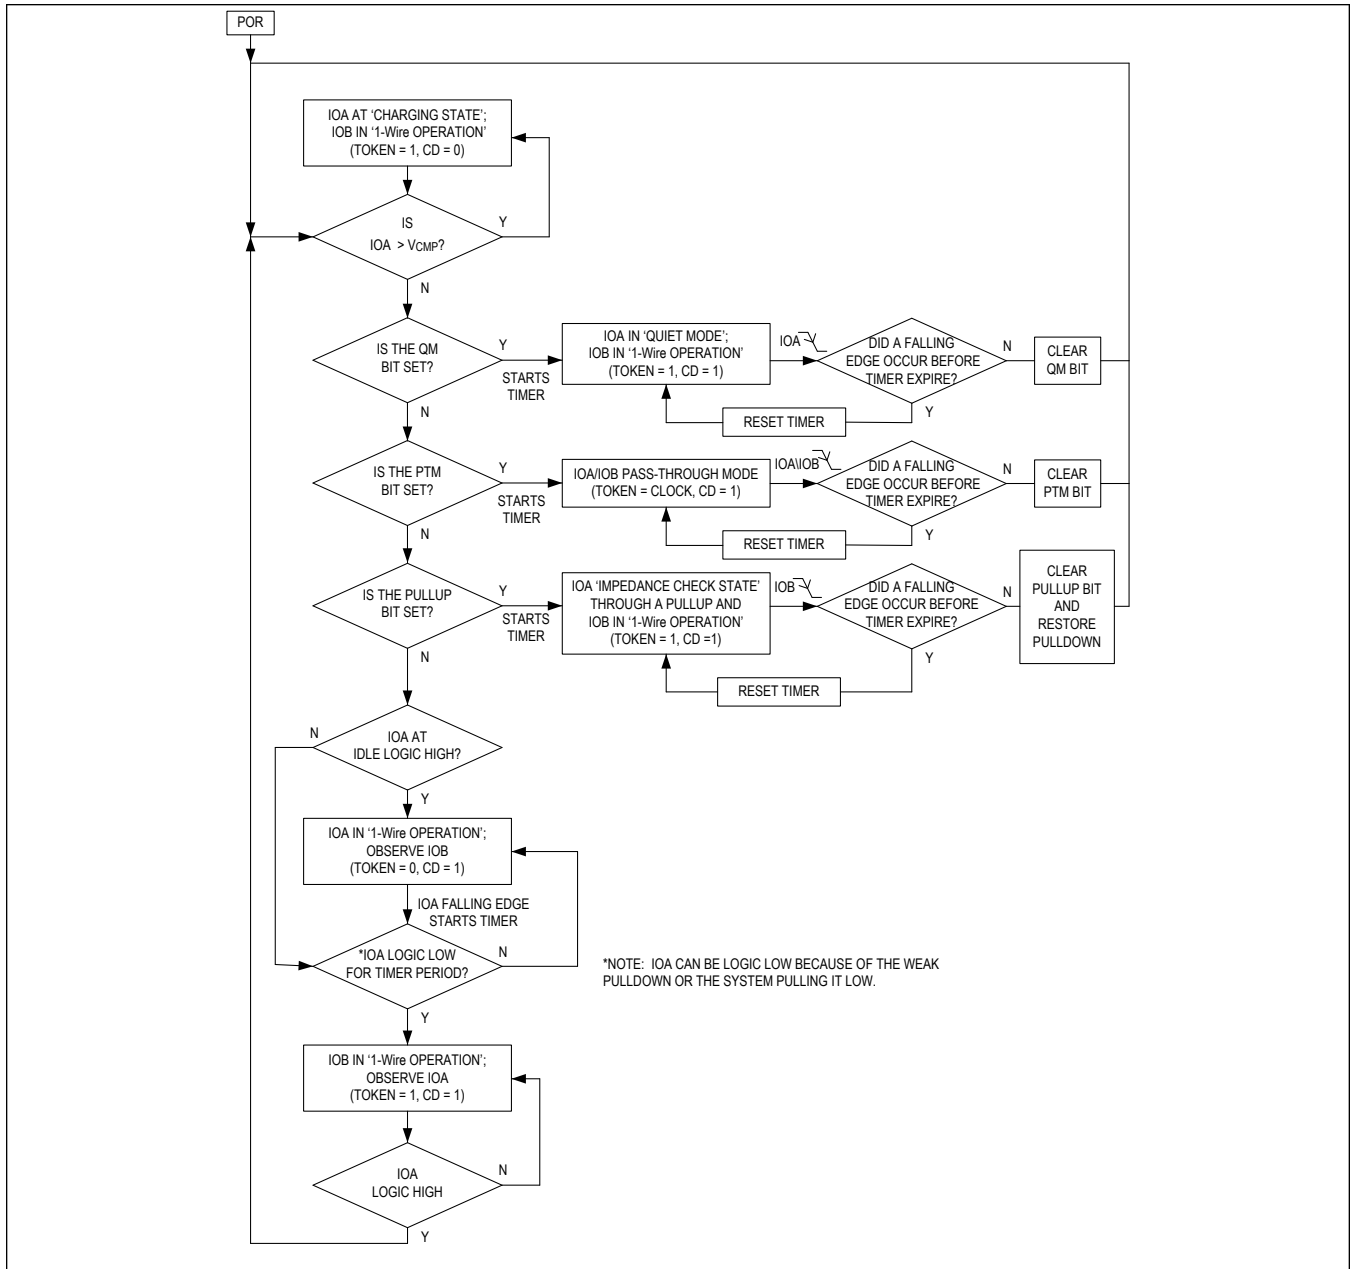 POR
IOA AT ‘CHARGING STATE’;
IOB IN ‘1-Wire OPERATION’
(TOKEN = 1, CD = 0)
IS
IOA > VCMP?
Y
N
IS THE QM
BIT SET?
Y
STARTS
TIMER
N
IOA IN ‘QUIET MODE’;
IOB IN ‘1-Wire OPERATION’
(TOKEN = 1, CD = 1)
IOA
DID A FALLING
EDGE OCCUR BEFORE
TIMER EXPIRE?
N
CLEAR
QM BIT
Y
RESET TIMER
IS THE PTM
BIT SET?
Y
STARTS
TIMER
N
IOA/IOB PASS-THROUGH MODE
(TOKEN = CLOCK, CD = 1)
IOA\IOB
DID A FALLING
EDGE OCCUR BEFORE
TIMER EXPIRE?
N
CLEAR
PTM BIT
Y
RESET TIMER
IS THE PULLUP
BIT SET?
Y
STARTS
TIMER
N
IOA ‘IMPEDANCE CHECK STATE’
THROUGH A PULLUP AND
IOB IN ‘1-Wire OPERATION’
(TOKEN = 1, CD =1)
IOB
DID A FALLING
EDGE OCCUR BEFORE
TIMER EXPIRE?
N
CLEAR
PULLUP BIT
AND
RESTORE
PULLDOWN
Y
RESET TIMER
IOA AT
IDLE LOGIC HIGH?
N
Y
IOA IN ‘1-Wire OPERATION’;
OBSERVE IOB
(TOKEN = 0, CD = 1)
IOA FALLING EDGE
STARTS TIMER
*IOA LOGIC LOW
FOR TIMER PERIOD?
N
Y
*NOTE: IOA CAN BE LOGIC LOW BECAUSE OF THE WEAK
PULLDOWN OR THE SYSTEM PULLING IT LOW.
IOB IN ‘1-Wire OPERATION’;
OBSERVE IOA
(TOKEN = 1, CD = 1)
IOA
LOGIC HIGH
N
Y